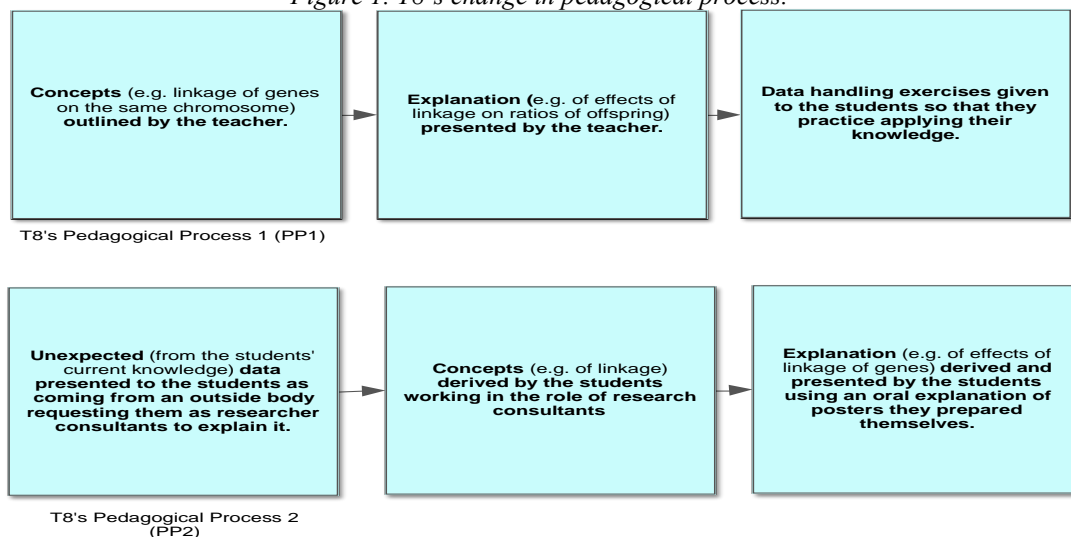 Figure 1: T8's change in pedagogical process.
Concepts (e.g. linkage of genes
on the same chromosome)
outlined by the teacher.
Explanation (e.g. of effects of
linkage on ratios of offspring)
presented by the teacher.
Data handling exercises given
to the students so that they
practice applying their
knowledge.
T8's Pedagogical Process 1 (PP1)
Unexpected (from the students'
current knowledge) data
presented to the students as
coming from an outside body
requesting them as researcher
consultants to explain it.
Concepts (e.g. of linkage)
derived by the students
working in the role of research
consultants
Explanation (e.g. of effects of
linkage of genes) derived and
presented by the students
using an oral explanation of
posters they prepared
themselves.
T8's Pedagogical Process 2
(PP2)